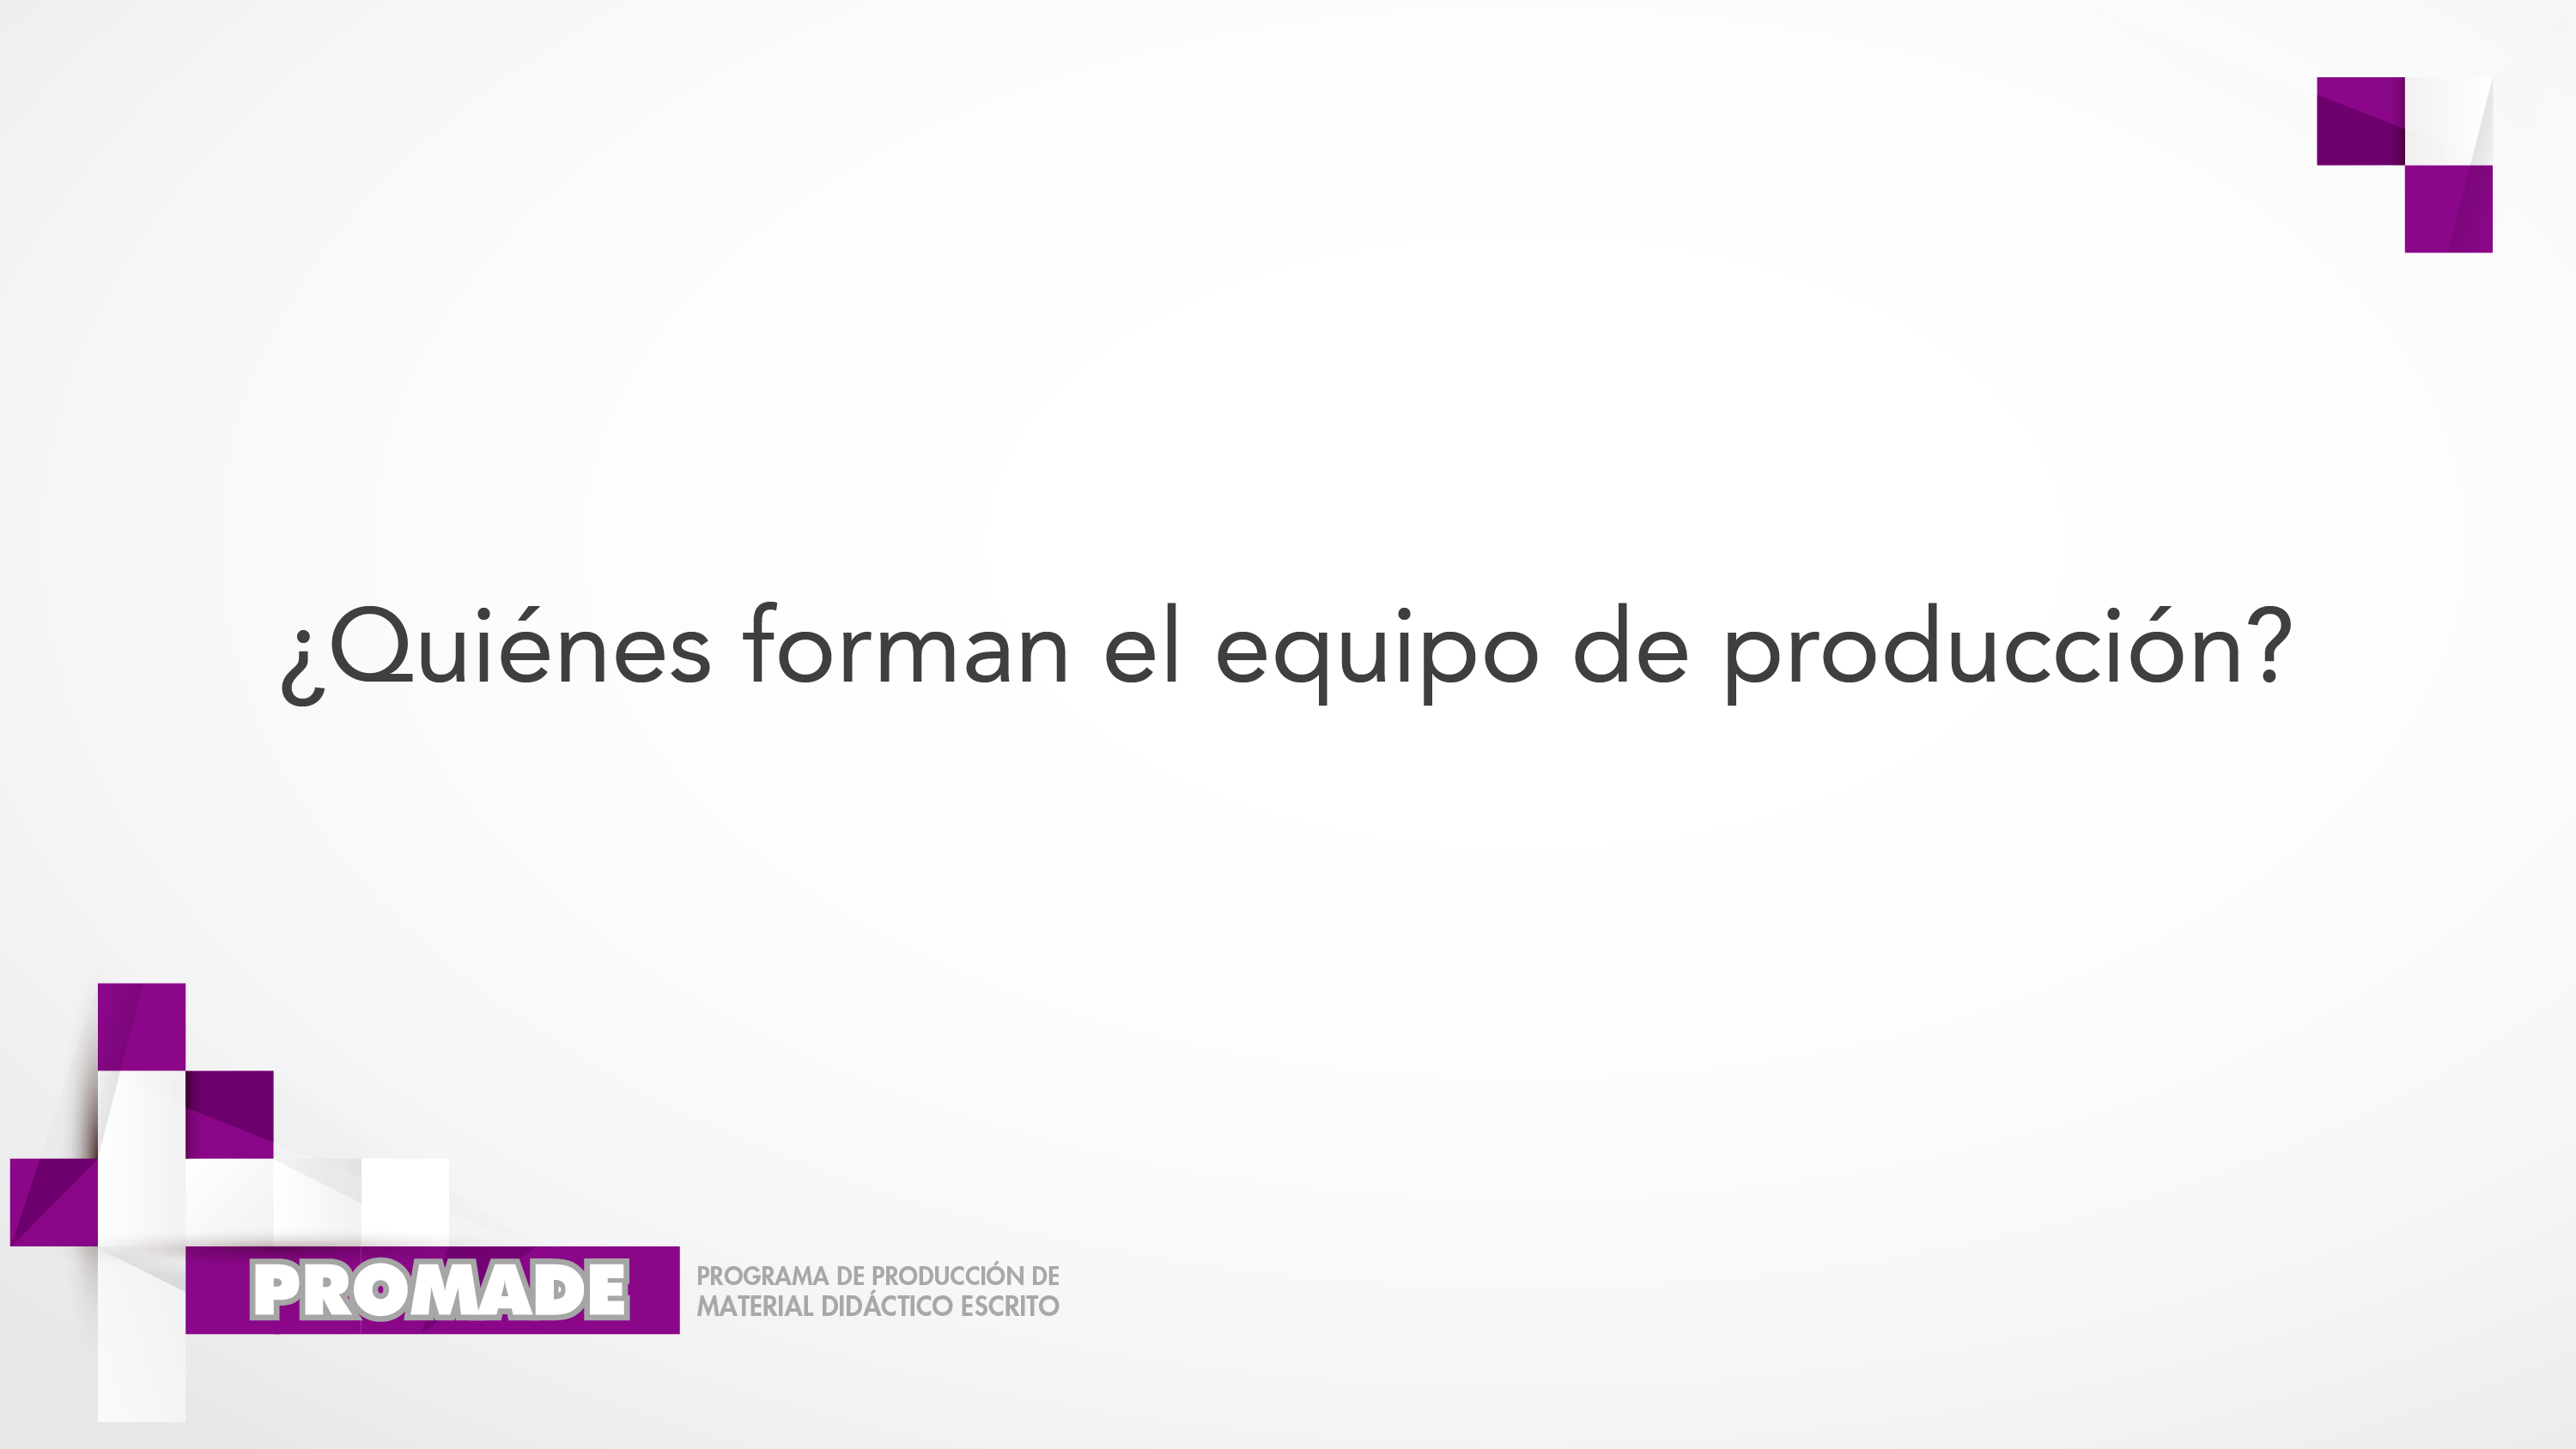 ¿Quiénes forman el equipo de producción?
PROMADE
PROGRAMA DE PRODUCCIÓN DE
MATERIAL DIDÁCTICO ESCRITO